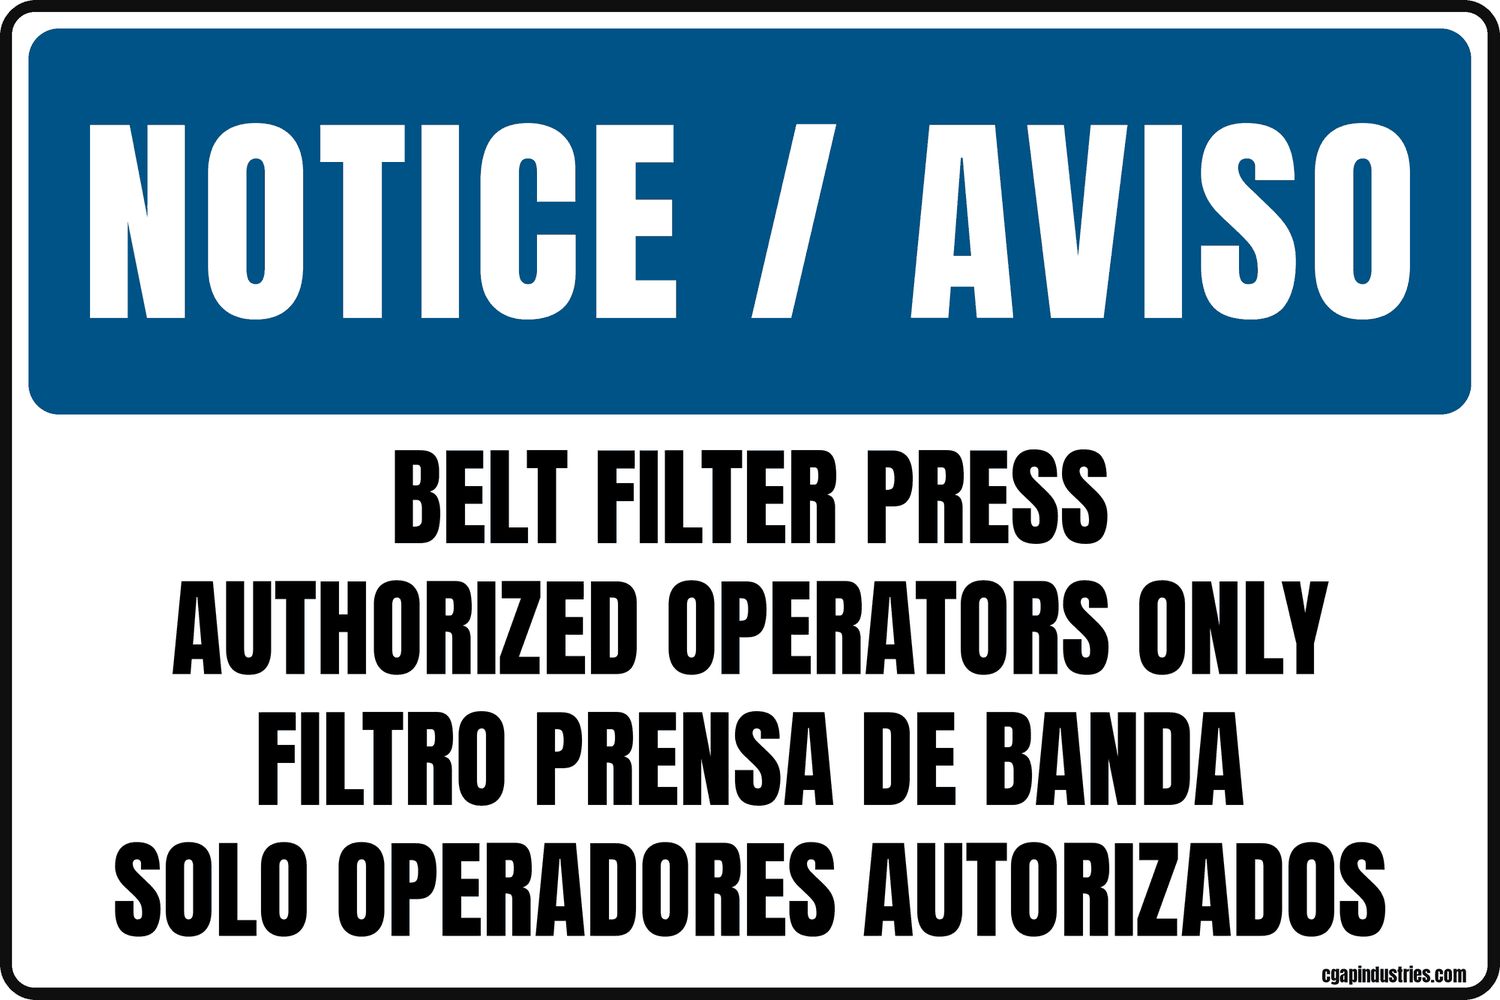 NOTICE / AVISO
BELT FILTER PRESS
AUTHORIZED OPERATORS ONLY
FILTRO PRENSA DE BANDA
SOLO OPERADORES AUTORIZADOS
cgapindustries.com